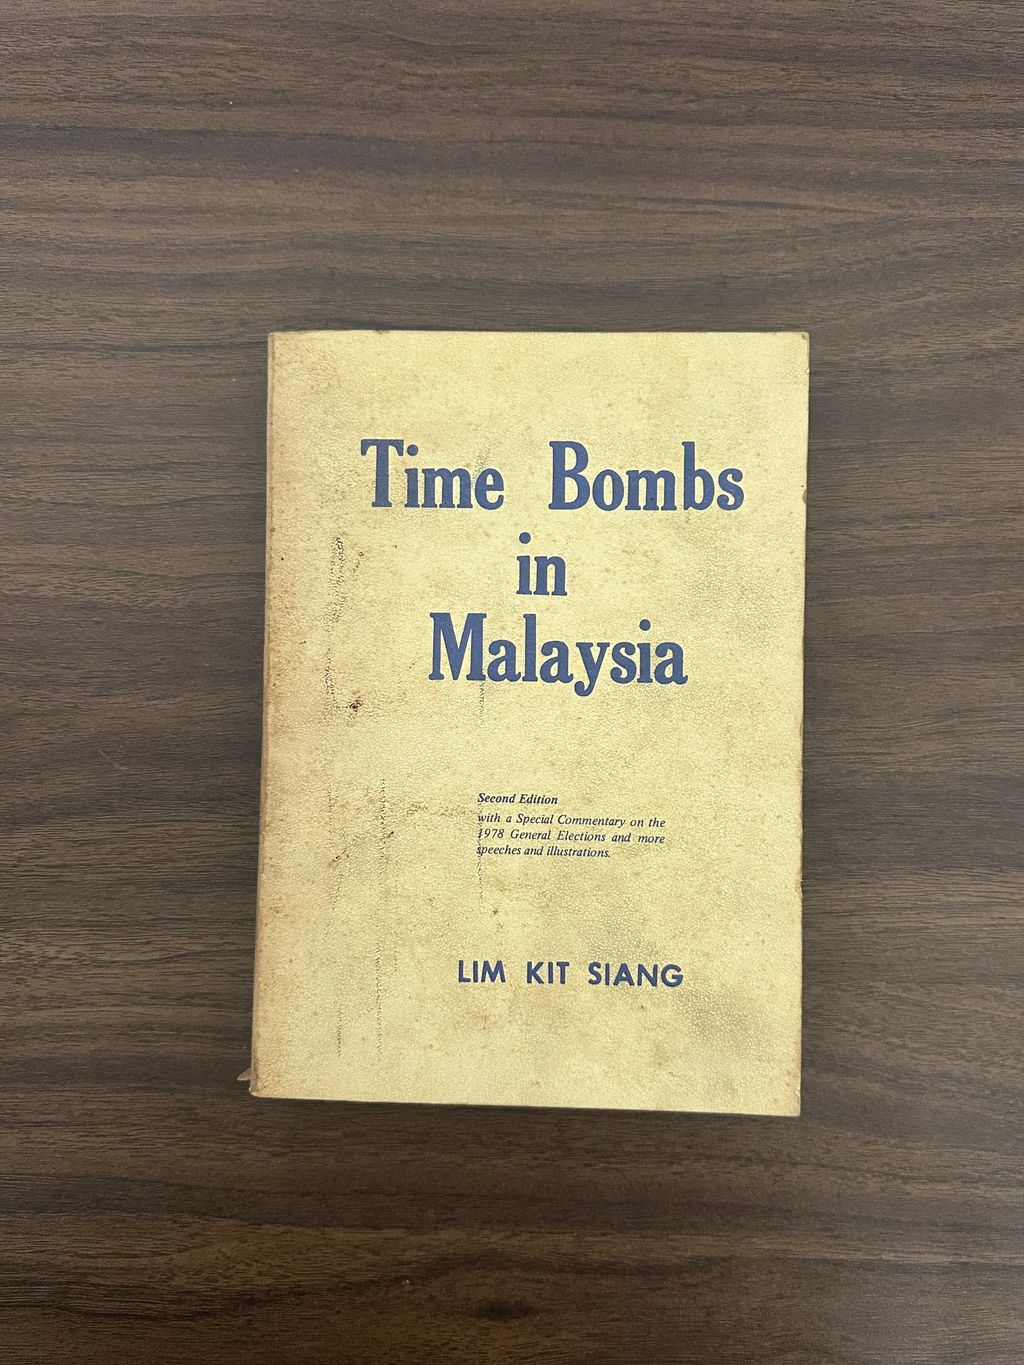 Time Bombs
in
Malaysia
Second Edition
with a Special Commentary on the
1978 General Elections and more
speeches and illustrations.
LIM KIT SIANG